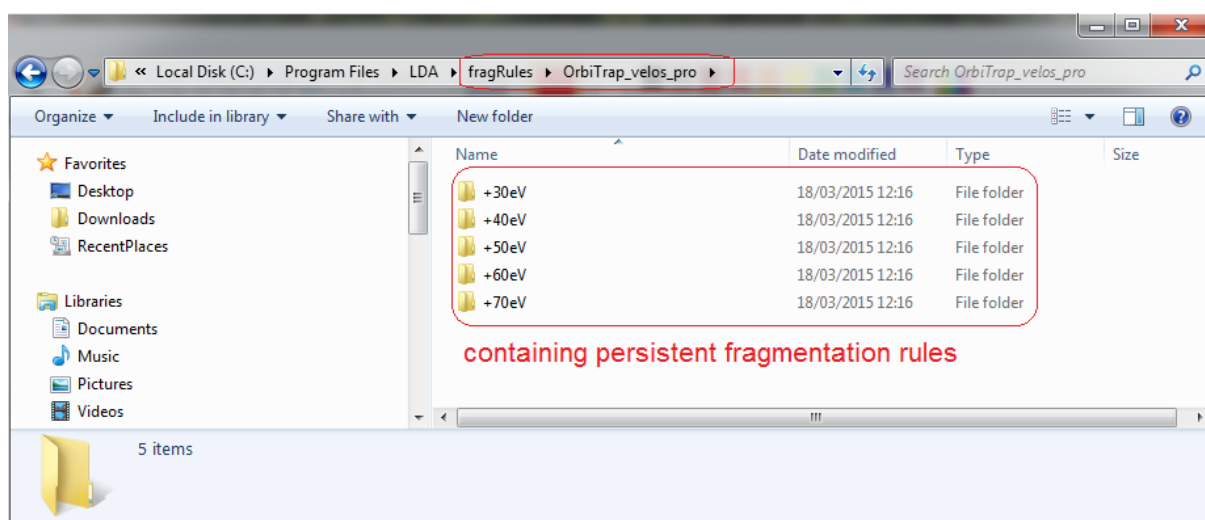 « Local Disk (C:) ▸ Program Files ▸ LDA ▸ fragRules ▸ OrbiTrap_velos_pro ▸ Search OrbiTrap_velos_pro
Organize ▾ Include in library ▾ Share with ▾ New folder
Favorites
Desktop
Downloads
RecentPlaces
Libraries
Documents
Music
Pictures
Videos
Name Date modified Type Size
+30eV 18/03/2015 12:16 File folder
+40eV 18/03/2015 12:16 File folder
+50eV 18/03/2015 12:16 File folder
+60eV 18/03/2015 12:16 File folder
+70eV 18/03/2015 12:16 File folder
containing persistent fragmentation rules
5 items